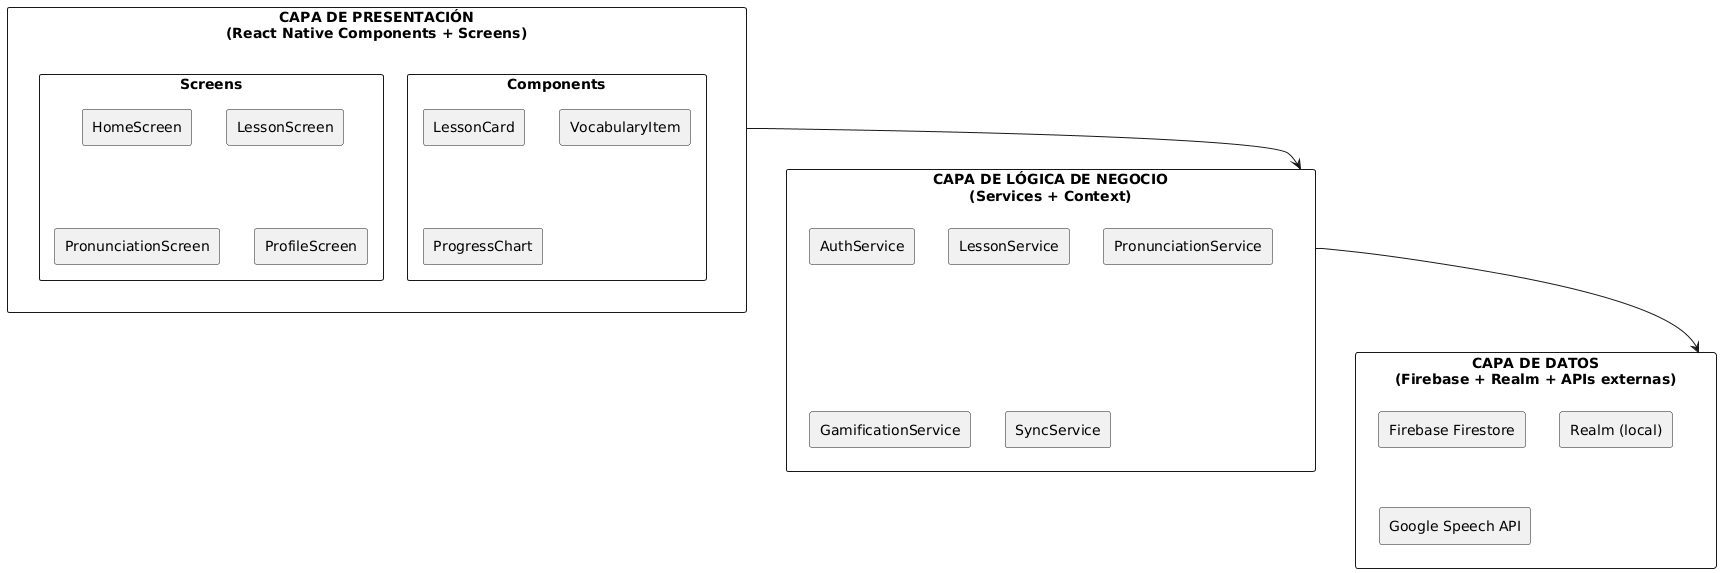 CAPA DE PRESENTACIÓN
(React Native Components + Screens)
Screens
HomeScreen
LessonScreen
PronunciationScreen
ProfileScreen
Components
LessonCard
VocabularyItem
ProgressChart
CAPA DE LÓGICA DE NEGOCIO
(Services + Context)
AuthService
LessonService
PronunciationService
GamificationService
SyncService
CAPA DE DATOS
(Firebase + Realm + APIs externas)
Firebase Firestore
Realm (local)
Google Speech API